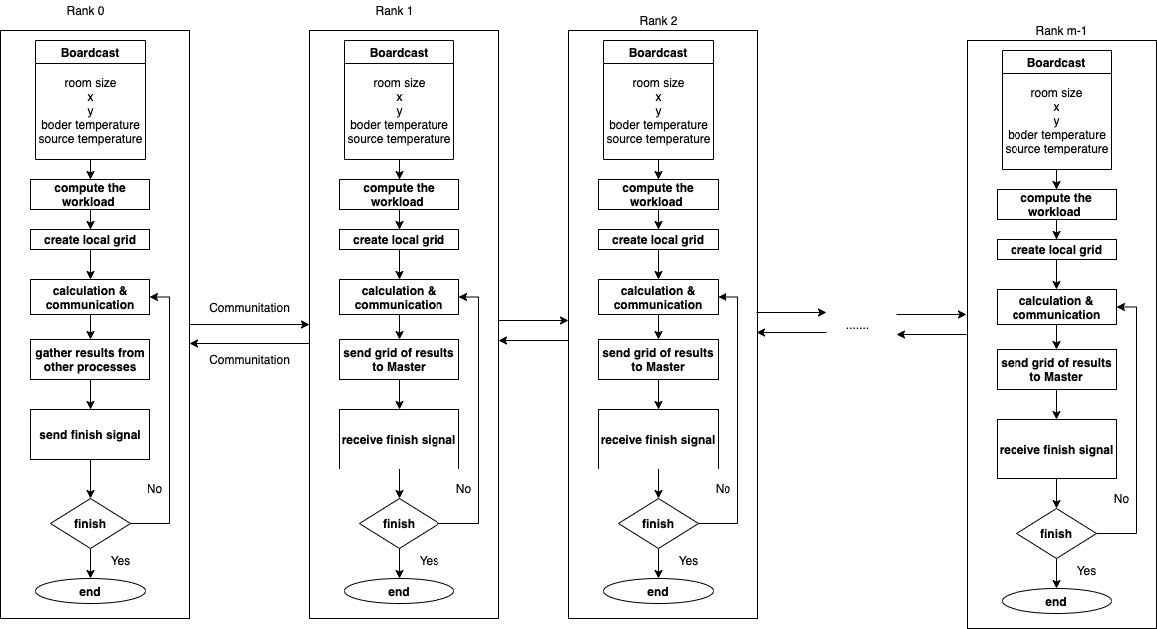 Rank 0
Boardcast
room size
x
y
boder temperature
source temperature
compute the
workload
create local grid
calculation &
communication
gather results from
other processes
send finish signal
No
finish
Yes
end
Communitation
Communitation
Rank 1
Boardcast
room size
x
y
boder temperature
source temperature
compute the
workload
create local grid
calculation &
communication
send grid of results
to Master
receive finish signal
No
finish
Yes
end
Rank 2
Boardcast
room size
x
y
boder temperature
source temperature
compute the
workload
create local grid
calculation &
communication
send grid of results
to Master
receive finish signal
No
finish
Yes
end
.......
Rank m-1
Boardcast
room size
x
y
boder temperature
source temperature
compute the
workload
create local grid
calculation &
communication
send grid of results
to Master
receive finish signal
No
finish
Yes
end